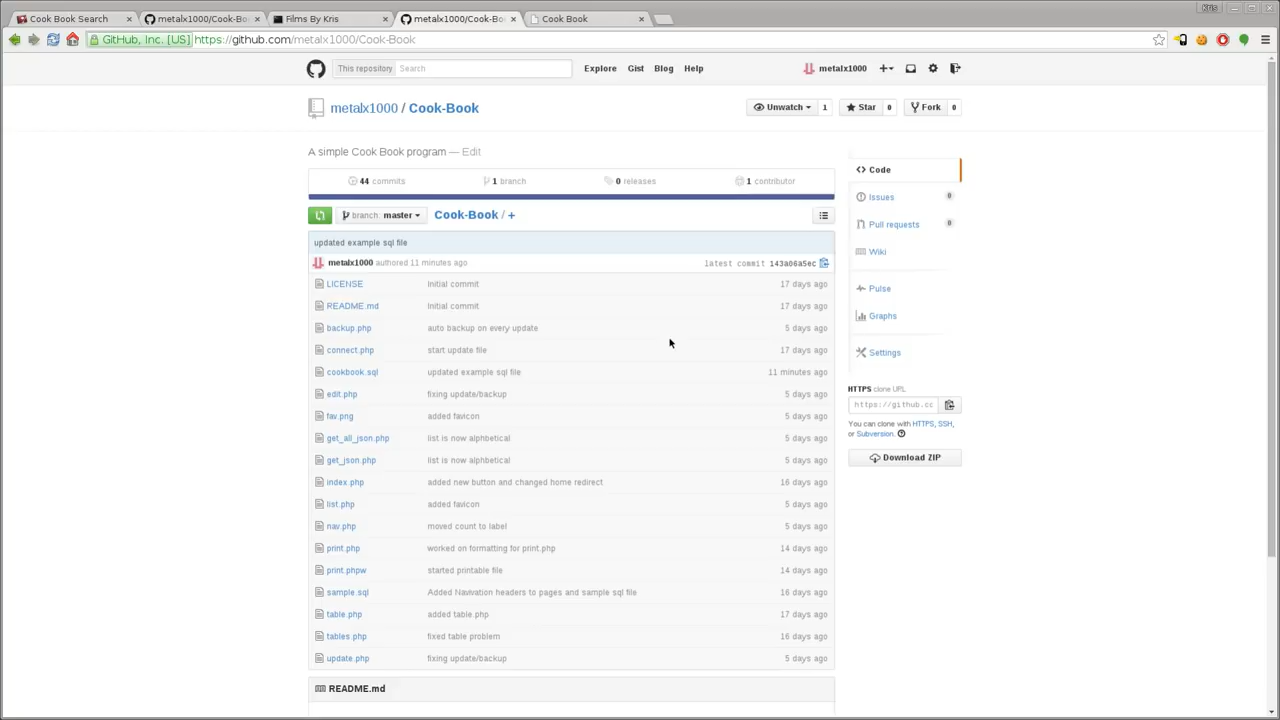 Kris
Cook Book Search
metalx1000/Cook-Bo
Films By Kris
metalx1000/Cook-Bo
Cook Book
GitHub, Inc. [US] https://github.com/metalx1000/Cook-Book
This repository Search Explore Gist Blog Help metalx1000
metalx1000 / Cook-Book Unwatch 1 Star 0 Fork 0
A simple Cook Book program — Edit
44 commits 1 branch 0 releases 1 contributor
branch: master Cook-Book / +
updated example sql file
metalx1000 authored 11 minutes ago latest commit 143a06a5ec
LICENSE Initial commit 17 days ago
README.md Initial commit 17 days ago
backup.php auto backup on every update 5 days ago
connect.php start update file 17 days ago
cookbook.sql updated example sql file 11 minutes ago
edit.php fixing update/backup 5 days ago
fav.png added favicon 5 days ago
get_all_json.php list is now alphbetical 5 days ago
get_json.php list is now alphbetical 5 days ago
index.php added new button and changed home redirect 16 days ago
list.php added favicon 5 days ago
nav.php moved count to label 5 days ago
print.php worked on formatting for print.php 14 days ago
print.phpw started printable file 14 days ago
sample.sql Added Navivation headers to pages and sample sql file 16 days ago
table.php added table.php 17 days ago
tables.php fixed table problem 16 days ago
update.php fixing update/backup 5 days ago
README.md
Code
Issues 0
Pull requests 0
Wiki
Pulse
Graphs
Settings
HTTPS clone URL
https://github.cc
You can clone with HTTPS, SSH,
or Subversion.
Download ZIP